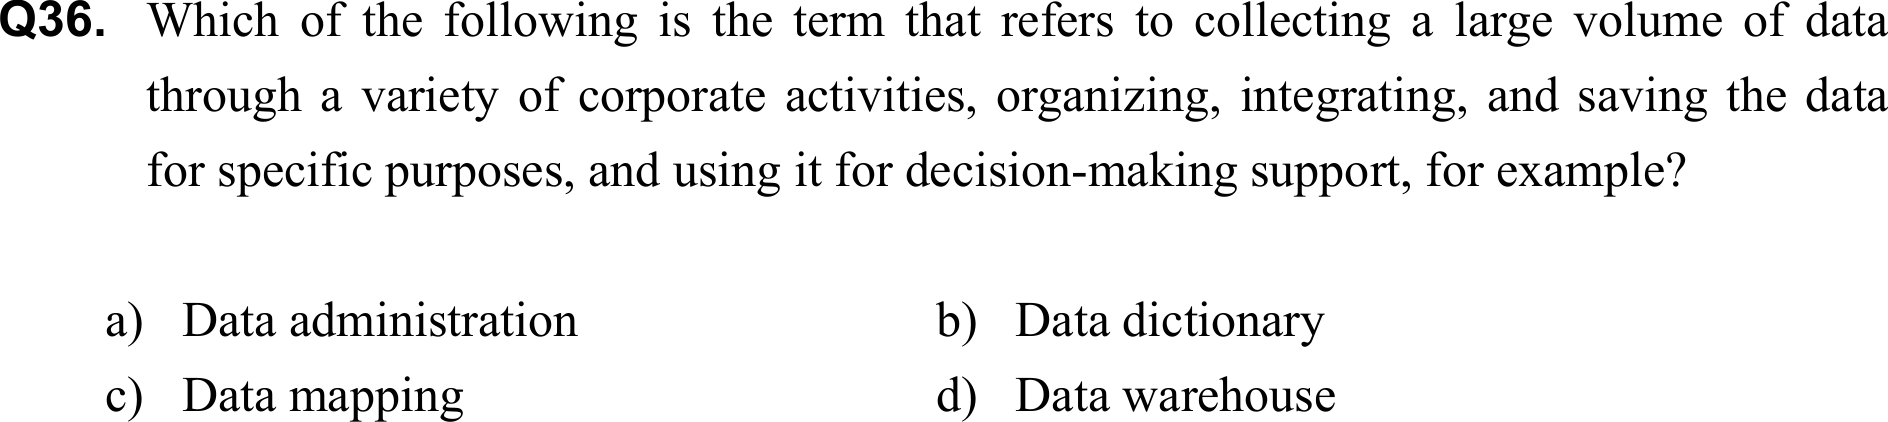 Q36. Which of the following is the term that refers to collecting a large volume of data
through a variety of corporate activities, organizing, integrating, and saving the data
for specific purposes, and using it for decision-making support, for example?
a) Data administration b) Data dictionary
c) Data mapping d) Data warehouse